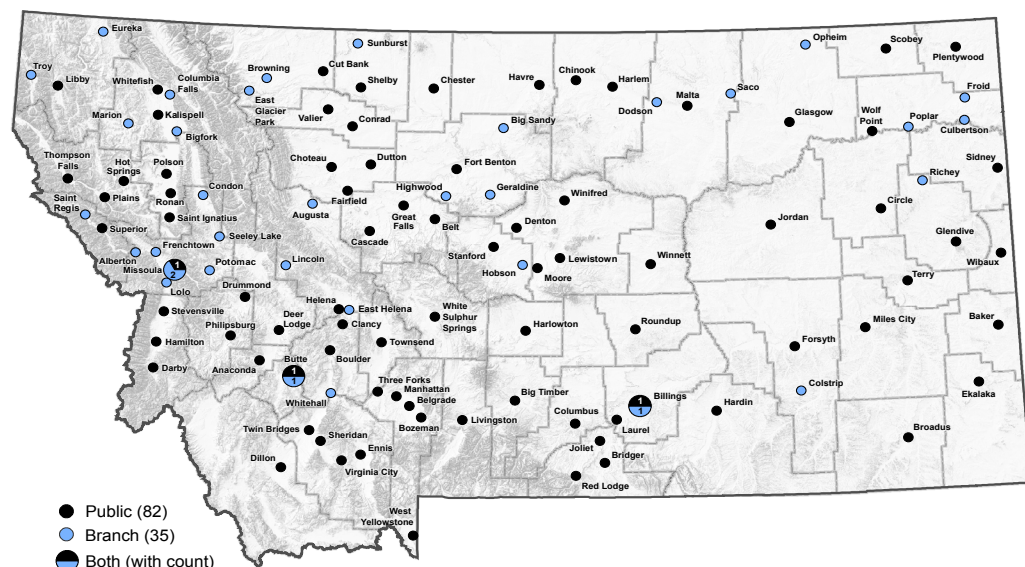 Eureka
Sunburst
Opheim
Scobey
Plentywood
Troy
Libby
Whitefish
Columbia
Falls
Browning
Cut Bank
Shelby
Chester
Havre
Chinook
Harlem
Malta
Saco
Dodson
Froid
East
Glacier
Park
Marion
Kalispell
Bigfork
Valier
Conrad
Big Sandy
Glasgow
Wolf
Point
Poplar
Culbertson
Thompson
Falls
Hot
Springs
Polson
Choteau
Dutton
Fort Benton
Sidney
Richey
Saint
Regis
Plains
Ronan
Condon
Augusta
Fairfield
Highwood
Geraldine
Winifred
Circle
Saint Ignatius
Great
Falls
Belt
Denton
Jordan
Superior
Seeley Lake
Cascade
Stanford
Lewistown
Glendive
Wibaux
Frenchtown
Alberton
Missoula
1
2
Potomac
Lincoln
Hobson
Moore
Winnett
Terry
Lolo
Drummond
Stevensville
Helena
East Helena
Clancy
White
Sulphur
Springs
Philipsburg
Deer
Lodge
Townsend
Harlowton
Roundup
Miles City
Baker
Hamilton
Darby
Anaconda
Butte
1
1
Boulder
Forsyth
Colstrip
Ekalaka
Whitehall
Three Forks
Manhattan
Belgrade
Bozeman
Livingston
Big Timber
Columbus
Billings
1
1
Laurel
Hardin
Twin Bridges
Sheridan
Ennis
Virginia City
Dillon
Joliet
Bridger
Red Lodge
Broadus
West
Yellowstone
Public (82)
Branch (35)
Both (with count)